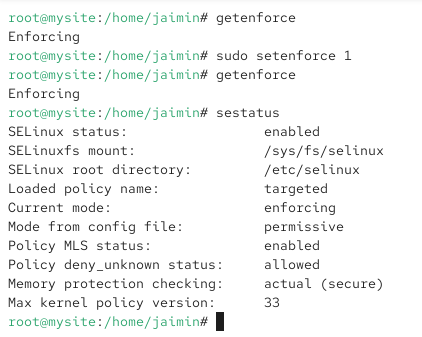 root@mysite:/home/jaimin# getenforce
Enforcing
root@mysite:/home/jaimin# sudo setenforce 1
root@mysite:/home/jaimin# getenforce
Enforcing
root@mysite:/home/jaimin# sestatus
SELinux status:                 enabled
SELinuxfs mount:                /sys/fs/selinux
SELinux root directory:         /etc/selinux
Loaded policy name:             targeted
Current mode:                   enforcing
Mode from config file:          permissive
Policy MLS status:              enabled
Policy deny_unknown status:     allowed
Memory protection checking:     actual (secure)
Max kernel policy version:      33
root@mysite:/home/jaimin#